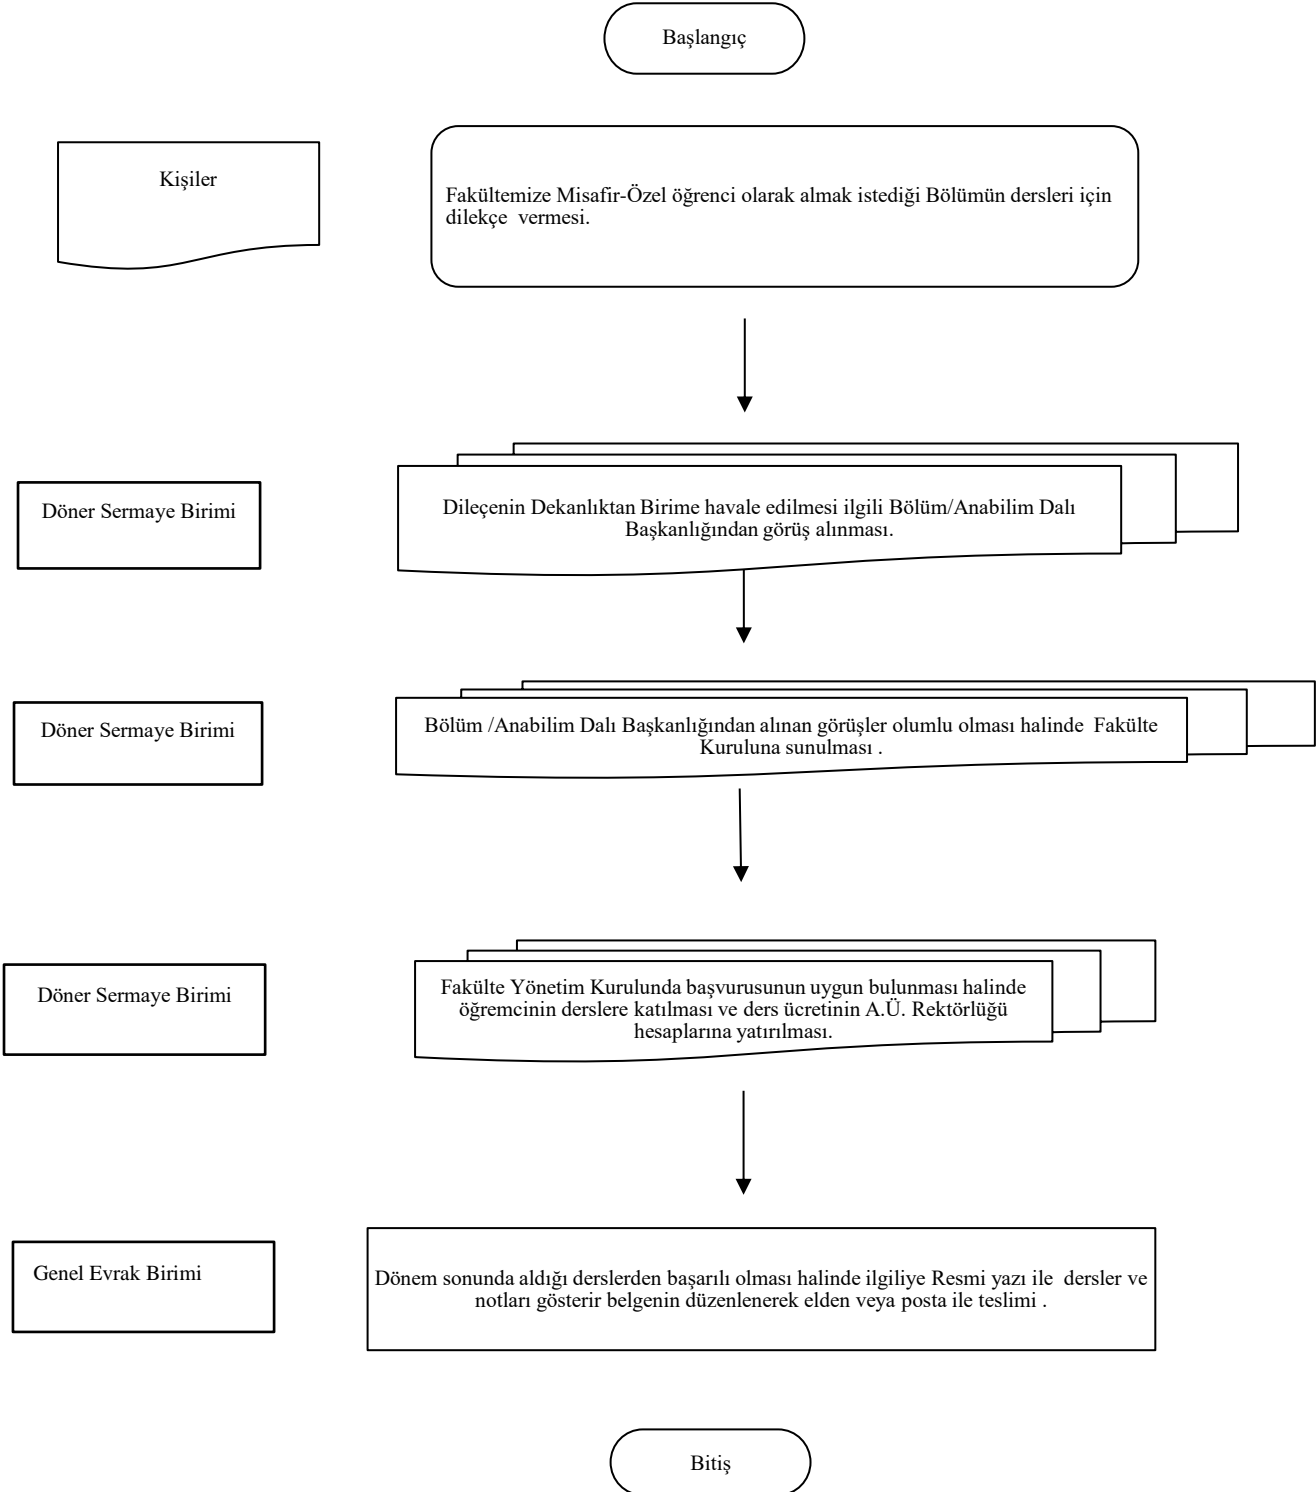 Başlangıç
Kişiler
Fakültemize Misafir-Özel öğrenci olarak almak istediği Bölümün dersleri için
dilekçe  vermesi.
Döner Sermaye Birimi
Dileçenin Dekanlıktan Birime havale edilmesi ilgili Bölüm/Anabilim Dalı
Başkanlığından görüş alınması.
Döner Sermaye Birimi
Bölüm /Anabilim Dalı Başkanlığından alınan görüşler olumlu olması halinde  Fakülte
Kuruluna sunulması .
Döner Sermaye Birimi
Fakülte Yönetim Kurulunda başvurusunun uygun bulunması halinde
öğremcinin derslere katılması ve ders ücretinin A.Ü. Rektörlüğü
hesaplarına yatırılması.
Genel Evrak Birimi
Dönem sonunda aldığı derslerden başarılı olması halinde ilgiliye Resmi yazı ile  dersler ve
notları gösterir belgenin düzenlenerek elden veya posta ile teslimi .
Bitiş